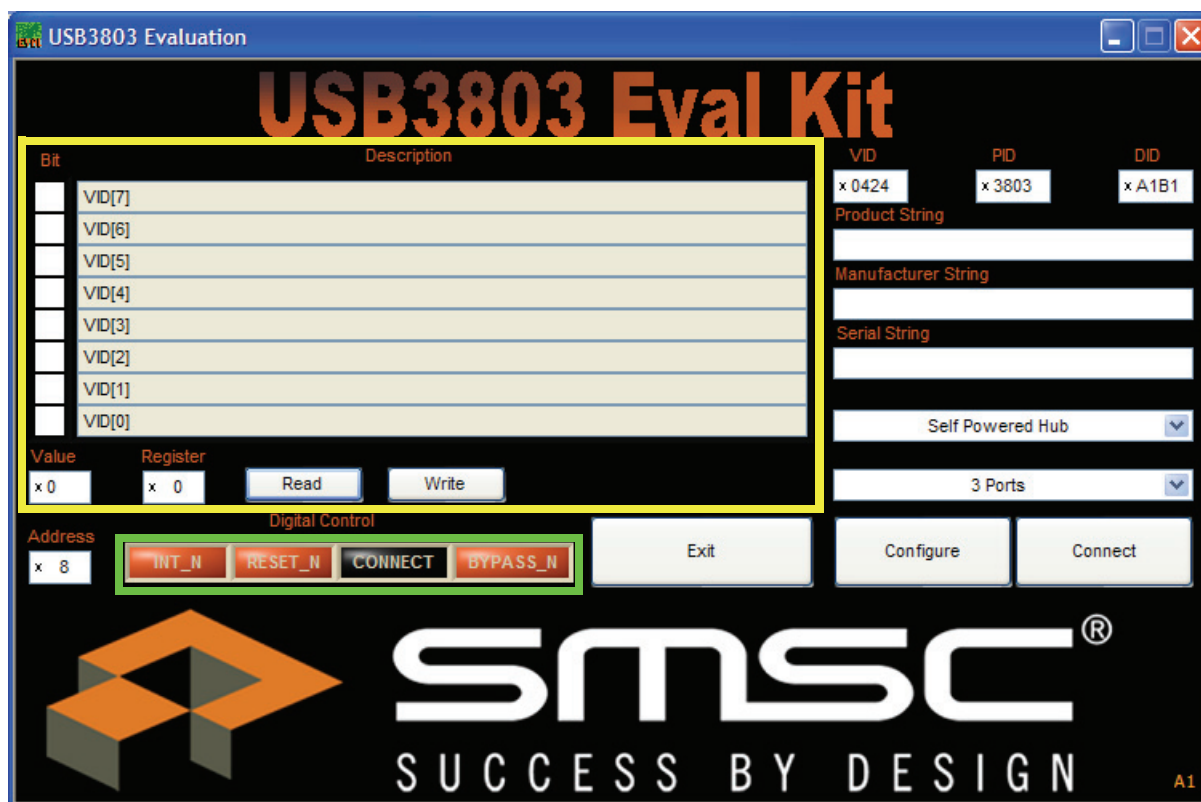 USB3803 Evaluation
USB3803 Eval Kit
Bit Description
VID[7]
VID[6]
VID[5]
VID[4]
VID[3]
VID[2]
VID[1]
VID[0]
Value Register
x 0 x 0 Read Write
VID PID DID
x 0424 x 3803 x A1B1
Product String
Manufacturer String
Serial String
Self Powered Hub
3 Ports
Digital Control
Address
x 8 INT_N RESET_N CONNECT BYPASS_N Exit Configure Connect
SMSC®
SUCCESS BY DESIGN
A1